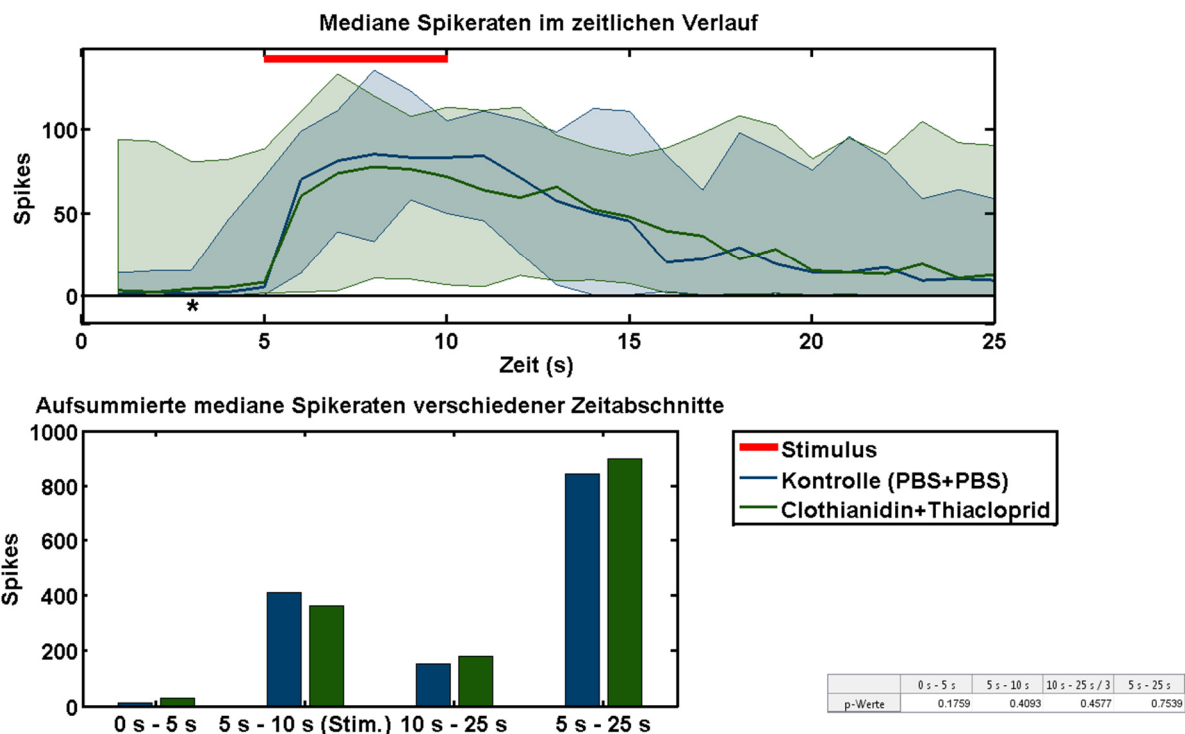 Mediane Spikeraten im zeitlichen Verlauf
100
50
0
Spikes
*
0 5 10 15 20 25
Zeit (s)
Aufsummierte mediane Spikeraten verschiedener Zeitabschnitte
1000
800
600
400
200
0
Spikes
0 s - 5 s 5 s - 10 s (Stim.) 10 s - 25 s 5 s - 25 s
Stimulus
Kontrolle (PBS+PBS)
Clothianidin+Thiacloprid
0 s - 5 s 5 s - 10 s 10 s - 25 s / 3 5 s - 25 s
p-Werte 0.1759 0.4093 0.4577 0.7539